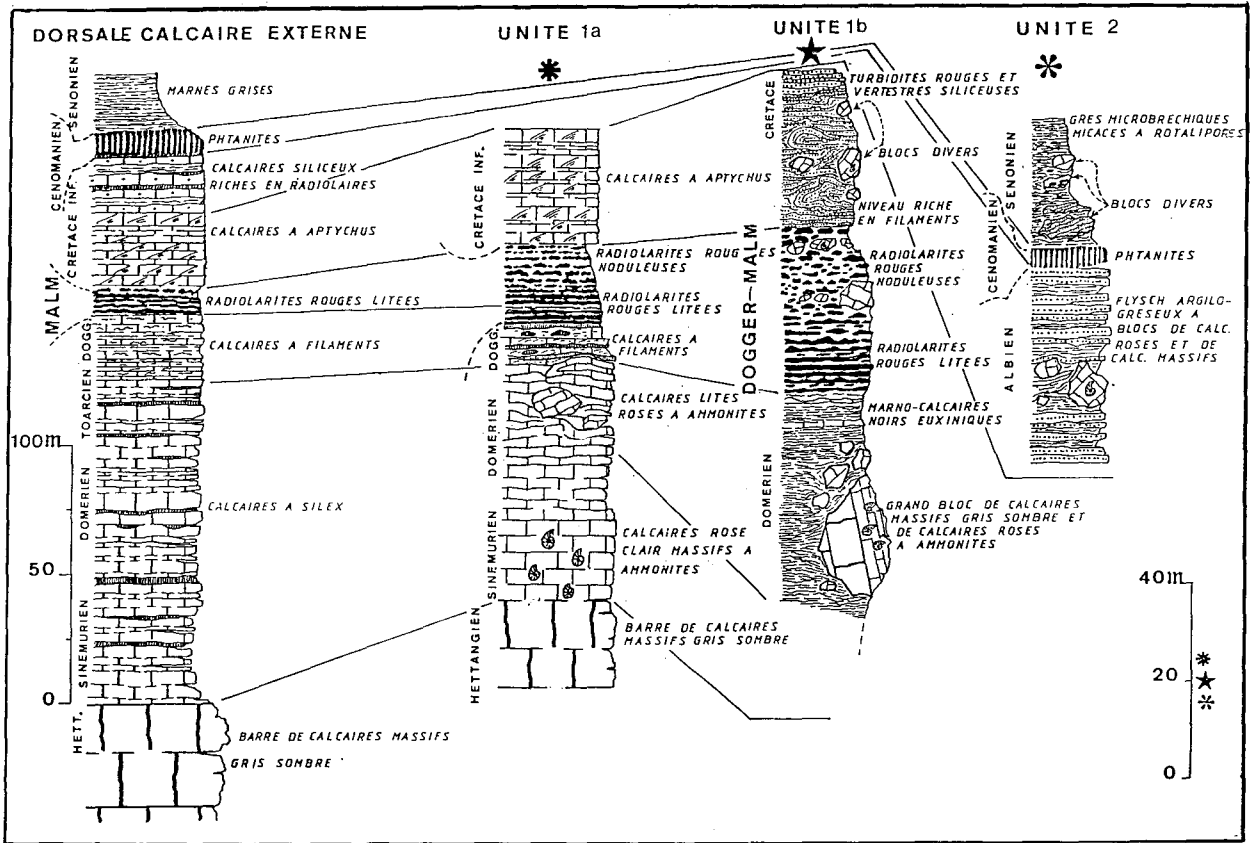 DORSALE CALCAIRE EXTERNE
MARNES GRISES
PHTANITES
CALCAIRES SILICEUX
RICHES EN RADIOLAIRES
CALCAIRES A APTYCHUS
RADIOLARITES ROUGES LITEES
CALCAIRES A FILAMENTS
CALCAIRES A SILEX
BARRE DE CALCAIRES MASSIFS
GRIS SOMBRE
SENONIEN
CENOMANIEN
CRETACE INF.
MALM
DOGG.
TOARCIEN
DOMERIEN
SINEMURIEN
HETT.
100m
50
0
UNITE 1a
CALCAIRES A APTYCHUS
RADIOLARITES ROUGES
NODULEUSES
RADIOLARITES
ROUGES LITEES
CALCAIRES A
FILAMENTS
CALCAIRES LITES
ROSES A AMMONITES
CALCAIRES ROSE
CLAIR MASSIFS A
AMMONITES
BARRE DE CALCAIRES
MASSIFS GRIS SOMBRE
CRETACE INF.
DOGG.
DOMERIEN
SINEMURIEN
HETTANGIEN
UNITE 1b
TURBIDITES ROUGES ET
VERTESTRES SILICEUSES
BLOCS DIVERS
NIVEAU RICHE
EN FILAMENTS
RADIOLARITES
ROUGES
NODULEUSES
RADIOLARITES
ROUGES LITEES
MARNO-CALCAIRES
NOIRS EUXINIQUES
GRAND BLOC DE CALCAIRES
MASSIFS GRIS SOMBRE ET
DE CALCAIRES ROSES
A AMMONITES
CRETACE
DOGGER-MALM
DOMERIEN
UNITE 2
GRES MICROBRECHIQUES
MICACES A ROTALIPORES
BLOCS DIVERS
PHTANITES
FLYSCH ARGILO-
GRESEUX A
BLOCS DE CALC.
ROSES ET DE
CALC. MASSIFS
SENONIEN
CENOMANIEN
ALBIEN
40m
20
0